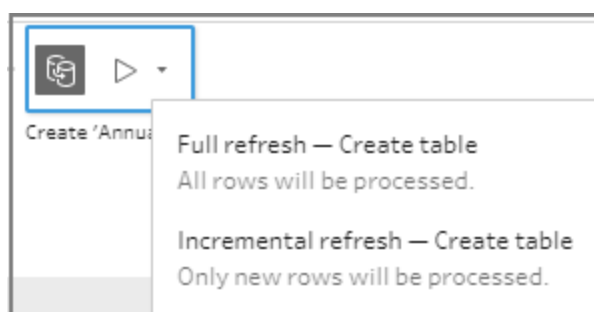 Create 'Annua
Full refresh — Create table
All rows will be processed.
Incremental refresh — Create table
Only new rows will be processed.